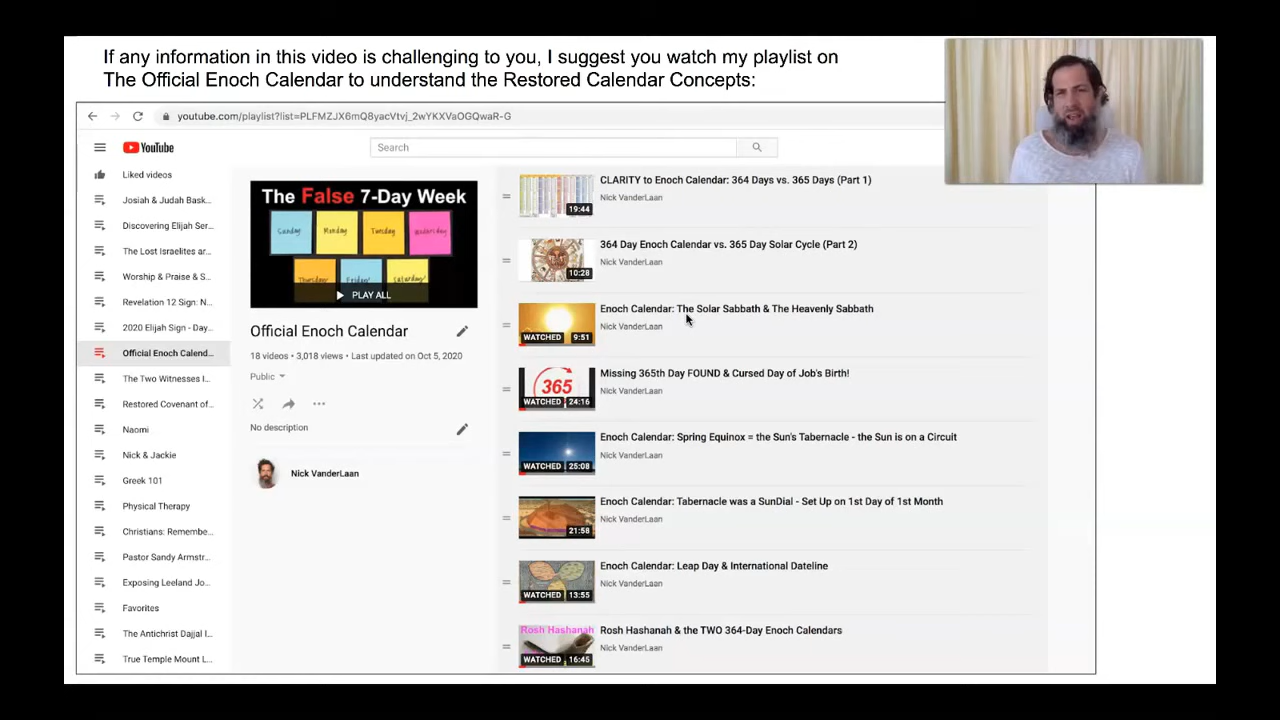 If any information in this video is challenging to you, I suggest you watch my playlist on
The Official Enoch Calendar to understand the Restored Calendar Concepts:
youtube.com/playlist?list=PLFMZJX6mQ8yacVtvj_2wYKXVaOGQwaR-G
YouTube
Search
Liked videos
Josiah & Judah Bask...
Discovering Elijah Ser...
The Lost Israelites ar...
Worship & Praise & S...
Revelation 12 Sign: N...
2020 Elijah Sign - Day...
Official Enoch Calend...
The Two Witnesses I...
Restored Covenant of...
Naomi
Nick & Jackie
Greek 101
Physical Therapy
Christians: Remembe...
Pastor Sandy Armstr...
Exposing Leeland Jo...
Favorites
The Antichrist Dajjal I...
True Temple Mount L...
The False 7-Day Week
Sunday
Monday
Tuesday
Wednesday
Thursday
Friday
Saturday
PLAY ALL
Official Enoch Calendar
18 videos • 3,018 views • Last updated on Oct 5, 2020
Public
No description
Nick VanderLaan
CLARITY to Enoch Calendar: 364 Days vs. 365 Days (Part 1)
Nick VanderLaan
19:44
364 Day Enoch Calendar vs. 365 Day Solar Cycle (Part 2)
Nick VanderLaan
10:28
Enoch Calendar: The Solar Sabbath & The Heavenly Sabbath
Nick VanderLaan
WATCHED 9:51
Missing 365th Day FOUND & Cursed Day of Job's Birth!
Nick VanderLaan
365
WATCHED 24:16
Enoch Calendar: Spring Equinox = the Sun's Tabernacle - the Sun is on a Circuit
Nick VanderLaan
WATCHED 25:08
Enoch Calendar: Tabernacle was a SunDial - Set Up on 1st Day of 1st Month
Nick VanderLaan
21:58
Enoch Calendar: Leap Day & International Dateline
Nick VanderLaan
WATCHED 13:55
Rosh Hashanah
Rosh Hashanah & the TWO 364-Day Enoch Calendars
Nick VanderLaan
WATCHED 16:45